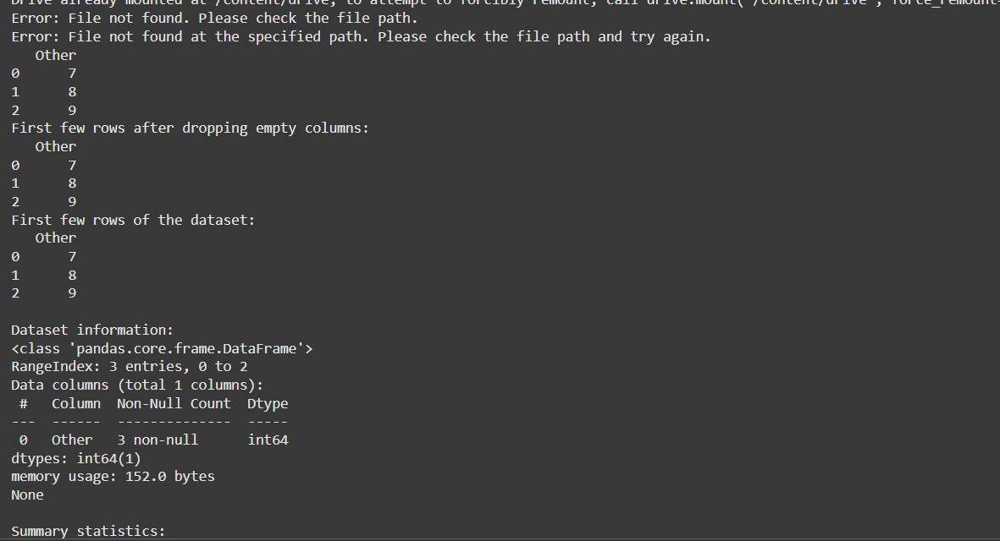 Drive already mounted at /content/drive; to attempt to forcibly remount, call drive.mount("/content/drive", force_remount
Error: File not found. Please check the file path.
Error: File not found at the specified path. Please check the file path and try again.
   Other
0      7
1      8
2      9
First few rows after dropping empty columns:
   Other
0      7
1      8
2      9
First few rows of the dataset:
   Other
0      7
1      8
2      9
Dataset information:
<class 'pandas.core.frame.DataFrame'>
RangeIndex: 3 entries, 0 to 2
Data columns (total 1 columns):
 #   Column  Non-Null Count  Dtype
---  ------  --------------  -----
 0   Other   3 non-null      int64
dtypes: int64(1)
memory usage: 152.0 bytes
None
Summary statistics: